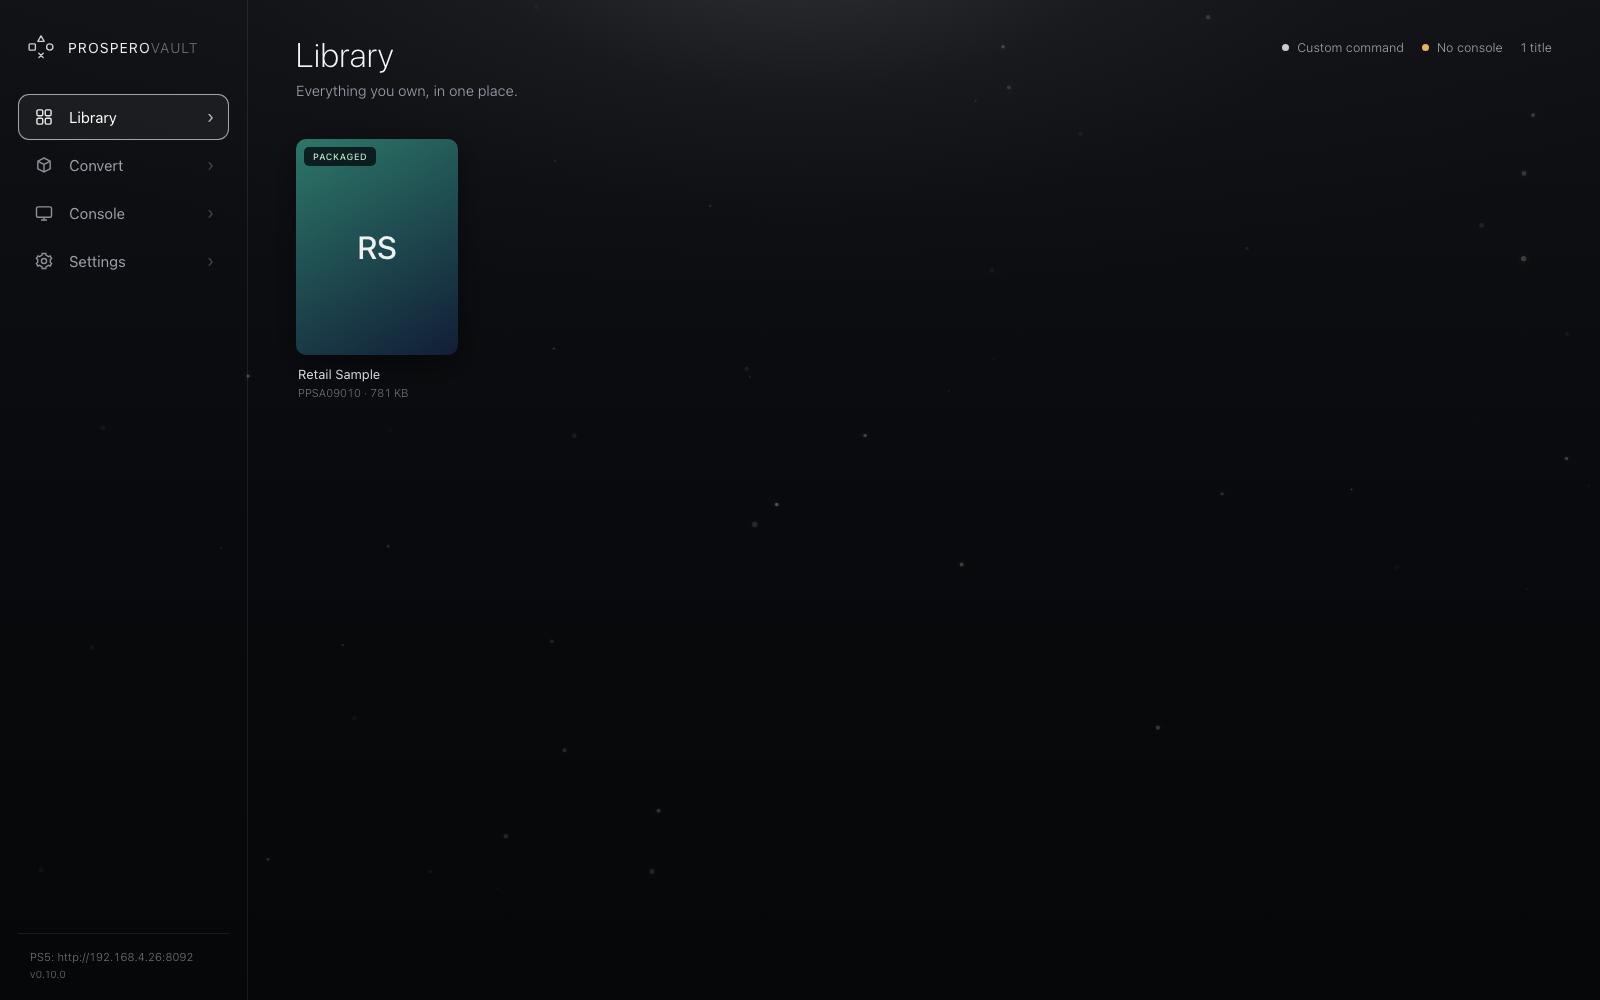 PROSPEROVAULT
Library
Convert
Console
Settings
PS5: http://192.168.4.26:8092
v0.10.0
Library
Everything you own, in one place.
Custom command
No console
1 title
PACKAGED
RS
Retail Sample
PPSA09010 · 781 KB